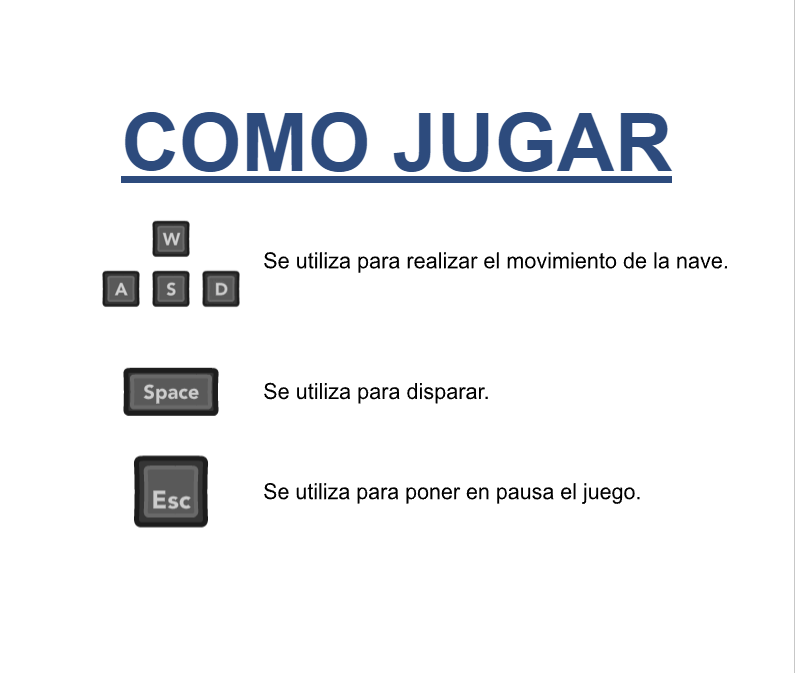 COMO JUGAR
W
Se utiliza para realizar el movimiento de la nave.
A S D
Space Se utiliza para disparar.
Esc Se utiliza para poner en pausa el juego.